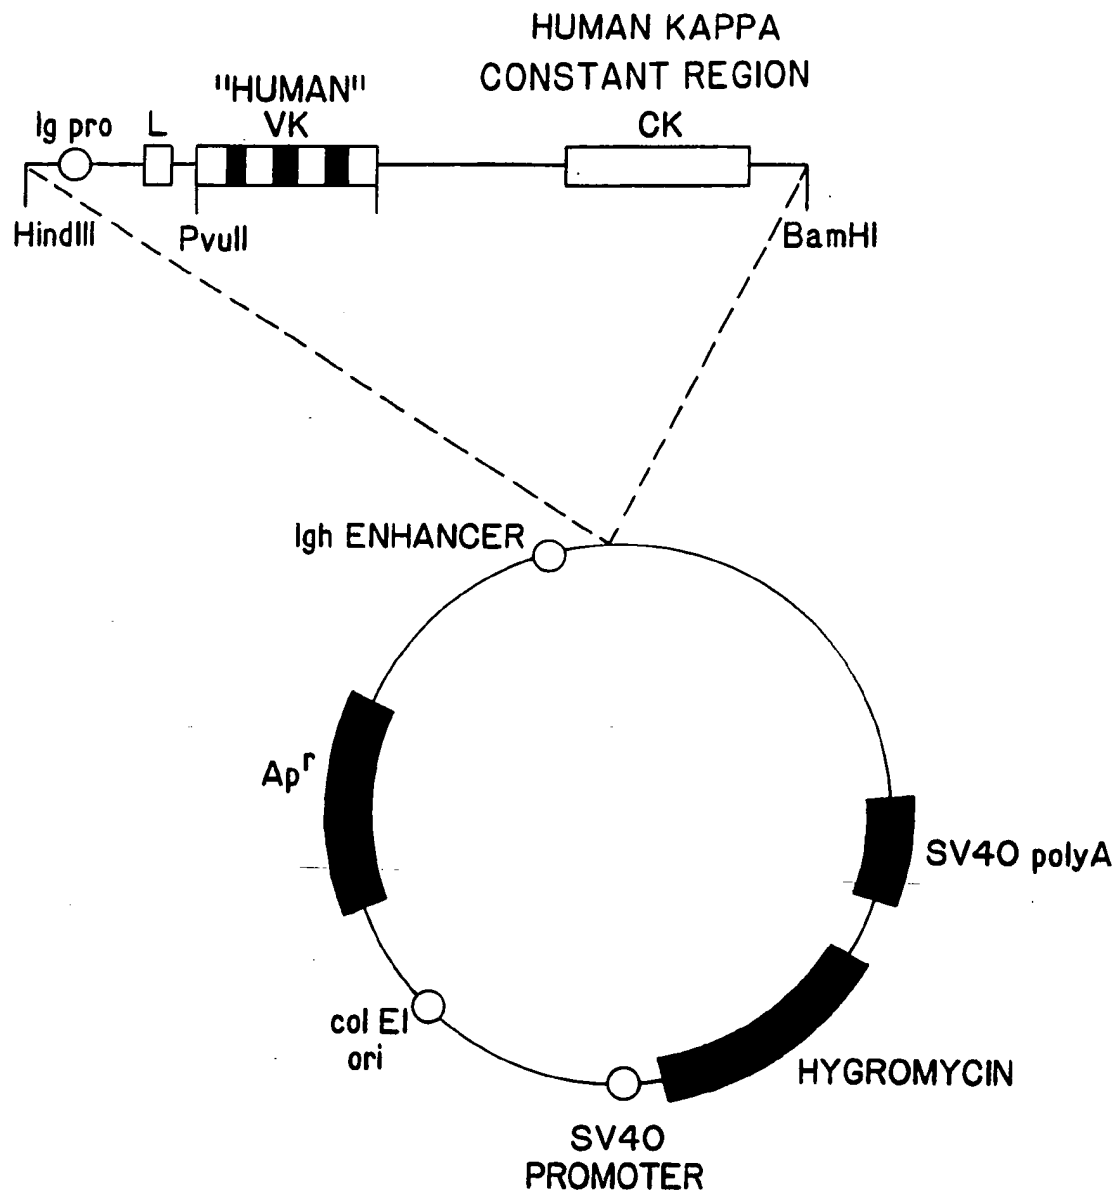 HUMAN KAPPA
CONSTANT REGION
"HUMAN"
Ig pro
L
VK
CK
HindIII
PvuII
BamHI
Igh ENHANCER
Ap^r
SV40 polyA
col EI
ori
HYGROMYCIN
SV40
PROMOTER